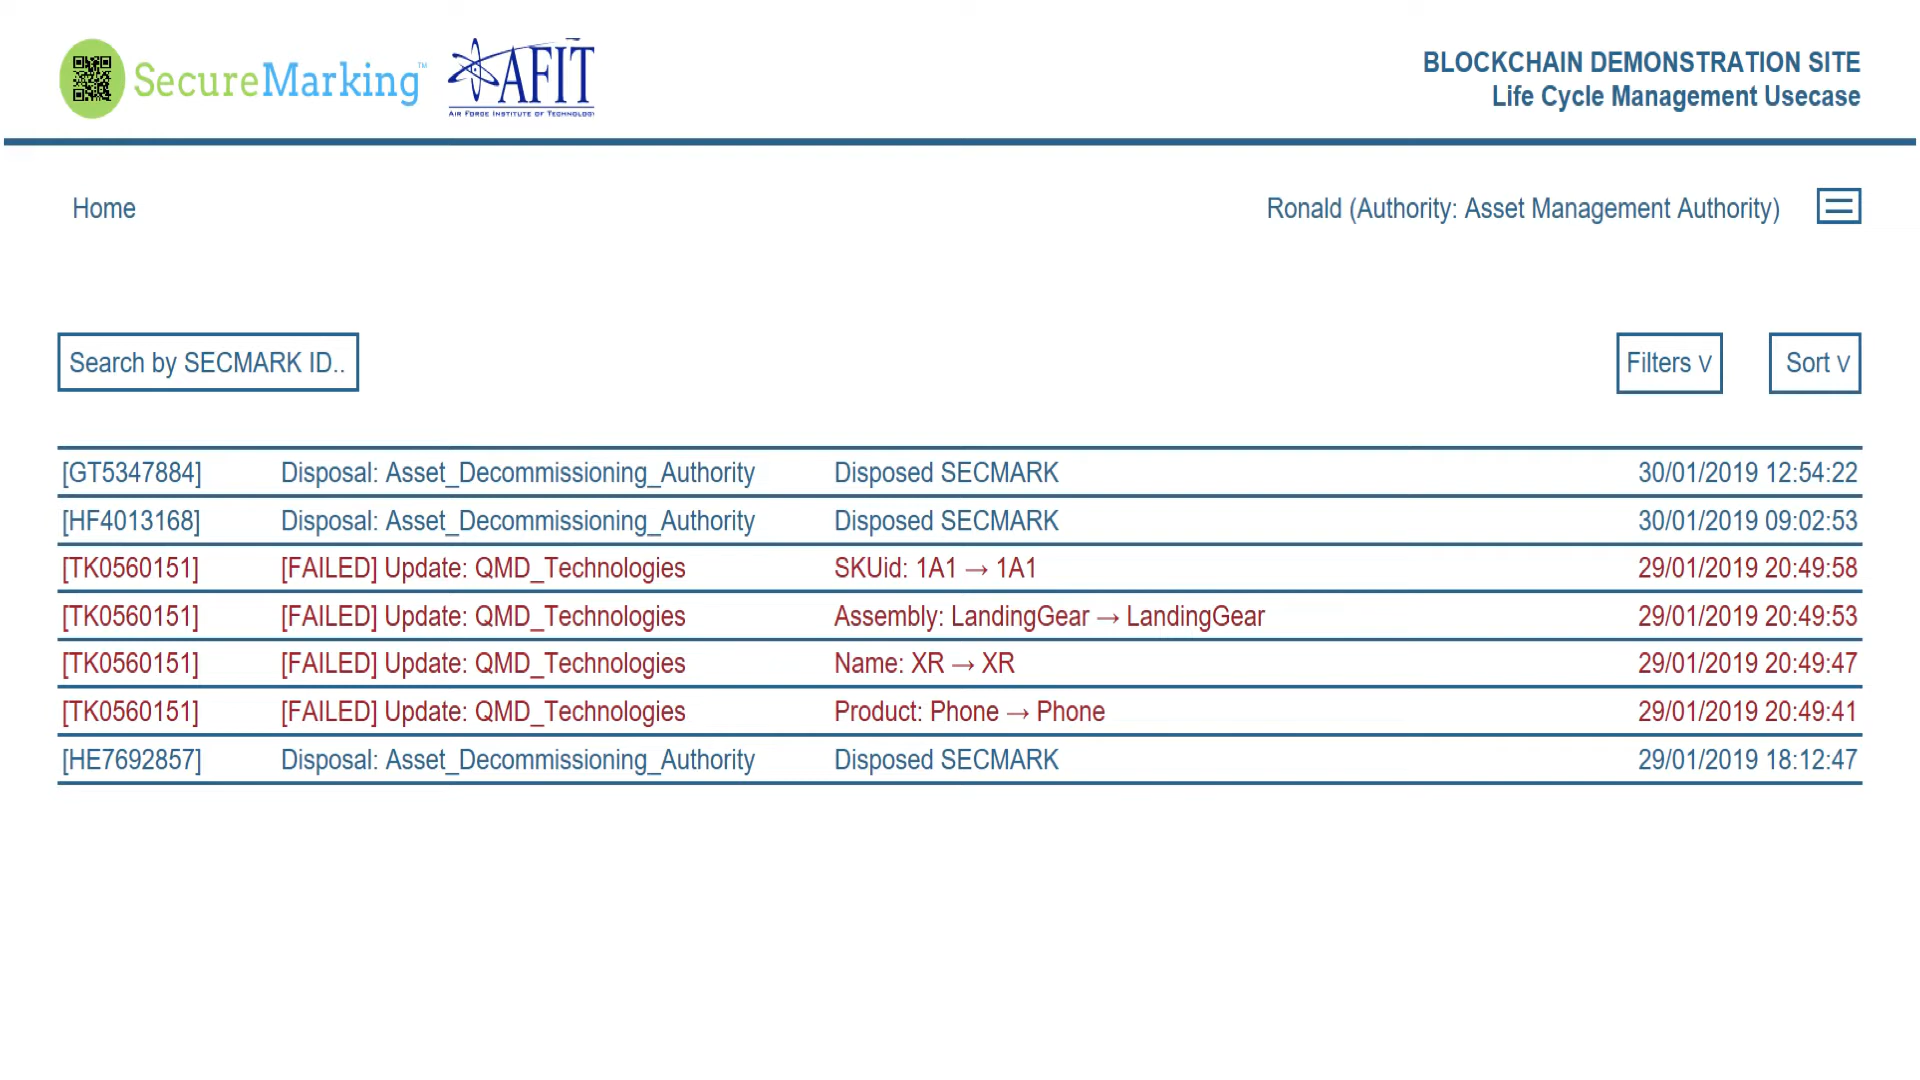 SecureMarking™
AFIT
AIR FORCE INSTITUTE OF TECHNOLOGY
BLOCKCHAIN DEMONSTRATION SITE
Life Cycle Management Usecase
Home
Ronald (Authority: Asset Management Authority)
Search by SECMARK ID..
Filters V
Sort V
[GT5347884] Disposal: Asset_Decommissioning_Authority Disposed SECMARK 30/01/2019 12:54:22
[HF4013168] Disposal: Asset_Decommissioning_Authority Disposed SECMARK 30/01/2019 09:02:53
[TK0560151] [FAILED] Update: QMD_Technologies SKUid: 1A1 → 1A1 29/01/2019 20:49:58
[TK0560151] [FAILED] Update: QMD_Technologies Assembly: LandingGear → LandingGear 29/01/2019 20:49:53
[TK0560151] [FAILED] Update: QMD_Technologies Name: XR → XR 29/01/2019 20:49:47
[TK0560151] [FAILED] Update: QMD_Technologies Product: Phone → Phone 29/01/2019 20:49:41
[HE7692857] Disposal: Asset_Decommissioning_Authority Disposed SECMARK 29/01/2019 18:12:47